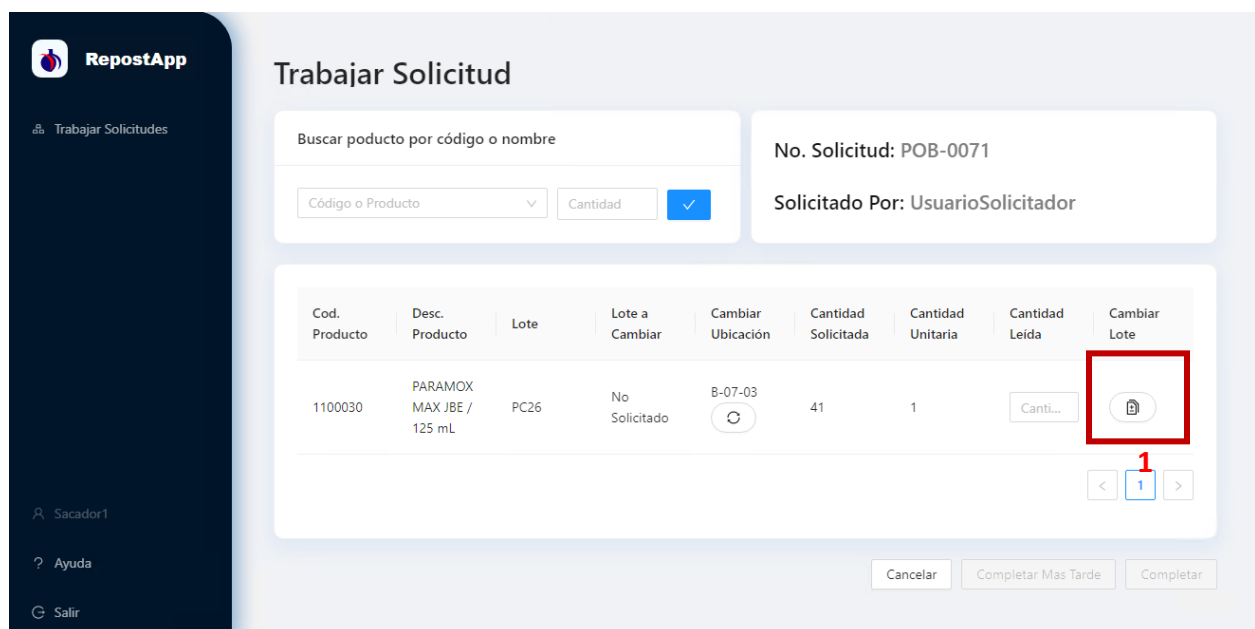 RepostApp
Trabajar Solicitudes
Sacador1
Ayuda
Salir
Trabajar Solicitud
Buscar poducto por código o nombre
Código o Producto
Cantidad
No. Solicitud: POB-0071
Solicitado Por: UsuarioSolicitador
Cod.
Producto
Desc.
Producto
Lote
Lote a
Cambiar
Cambiar
Ubicación
Cantidad
Solicitada
Cantidad
Unitaria
Cantidad
Leída
Cambiar
Lote
1100030
PARAMOX
MAX JBE /
125 mL
PC26
No
Solicitado
B-07-03
41
1
Canti...
1
< 1 >
Cancelar
Completar Mas Tarde
Completar